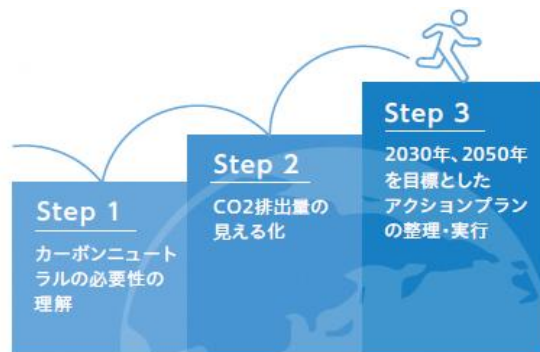 Step 1
カーボンニュート
ラルの必要性の
理解
Step 2
CO2排出量の
見える化
Step 3
2030年、2050年
を目標とした
アクションプラン
の整理・実行